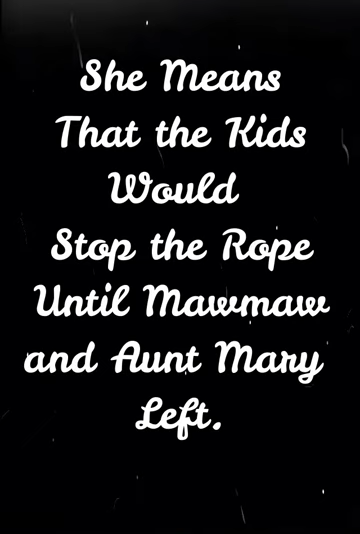 She Means
That the Kids
Would
Stop the Rope
Until Mawmaw
and Aunt Mary
Left.